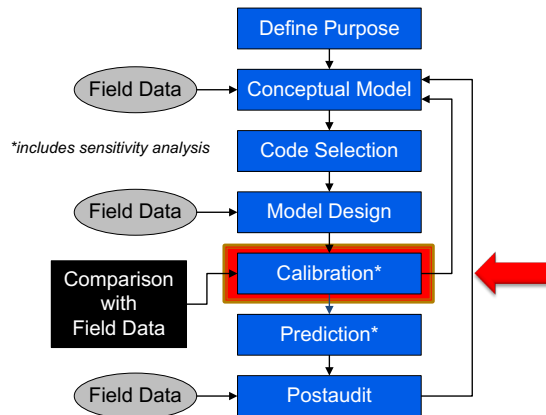 Define Purpose
Field Data
Conceptual Model
*includes sensitivity analysis
Code Selection
Field Data
Model Design
Comparison
with
Field Data
Calibration*
Prediction*
Field Data
Postaudit